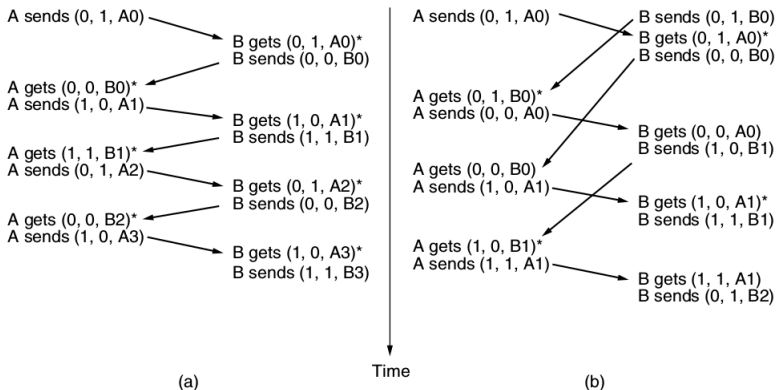 A sends (0, 1, A0)
B gets (0, 1, A0)*
B sends (0, 0, B0)
A gets (0, 0, B0)*
A sends (1, 0, A1)
B gets (1, 0, A1)*
B sends (1, 1, B1)
A gets (1, 1, B1)*
A sends (0, 1, A2)
B gets (0, 1, A2)*
B sends (0, 0, B2)
A gets (0, 0, B2)*
A sends (1, 0, A3)
B gets (1, 0, A3)*
B sends (1, 1, B3)
(a)
Time
A sends (0, 1, A0)
B sends (0, 1, B0)
B gets (0, 1, A0)*
B sends (0, 0, B0)
A gets (0, 1, B0)*
A sends (0, 0, A0)
B gets (0, 0, A0)
B sends (1, 0, B1)
A gets (0, 0, B0)
A sends (1, 0, A1)
B gets (1, 0, A1)*
B sends (1, 1, B1)
A gets (1, 0, B1)*
A sends (1, 1, A1)
B gets (1, 1, A1)
B sends (0, 1, B2)
(b)